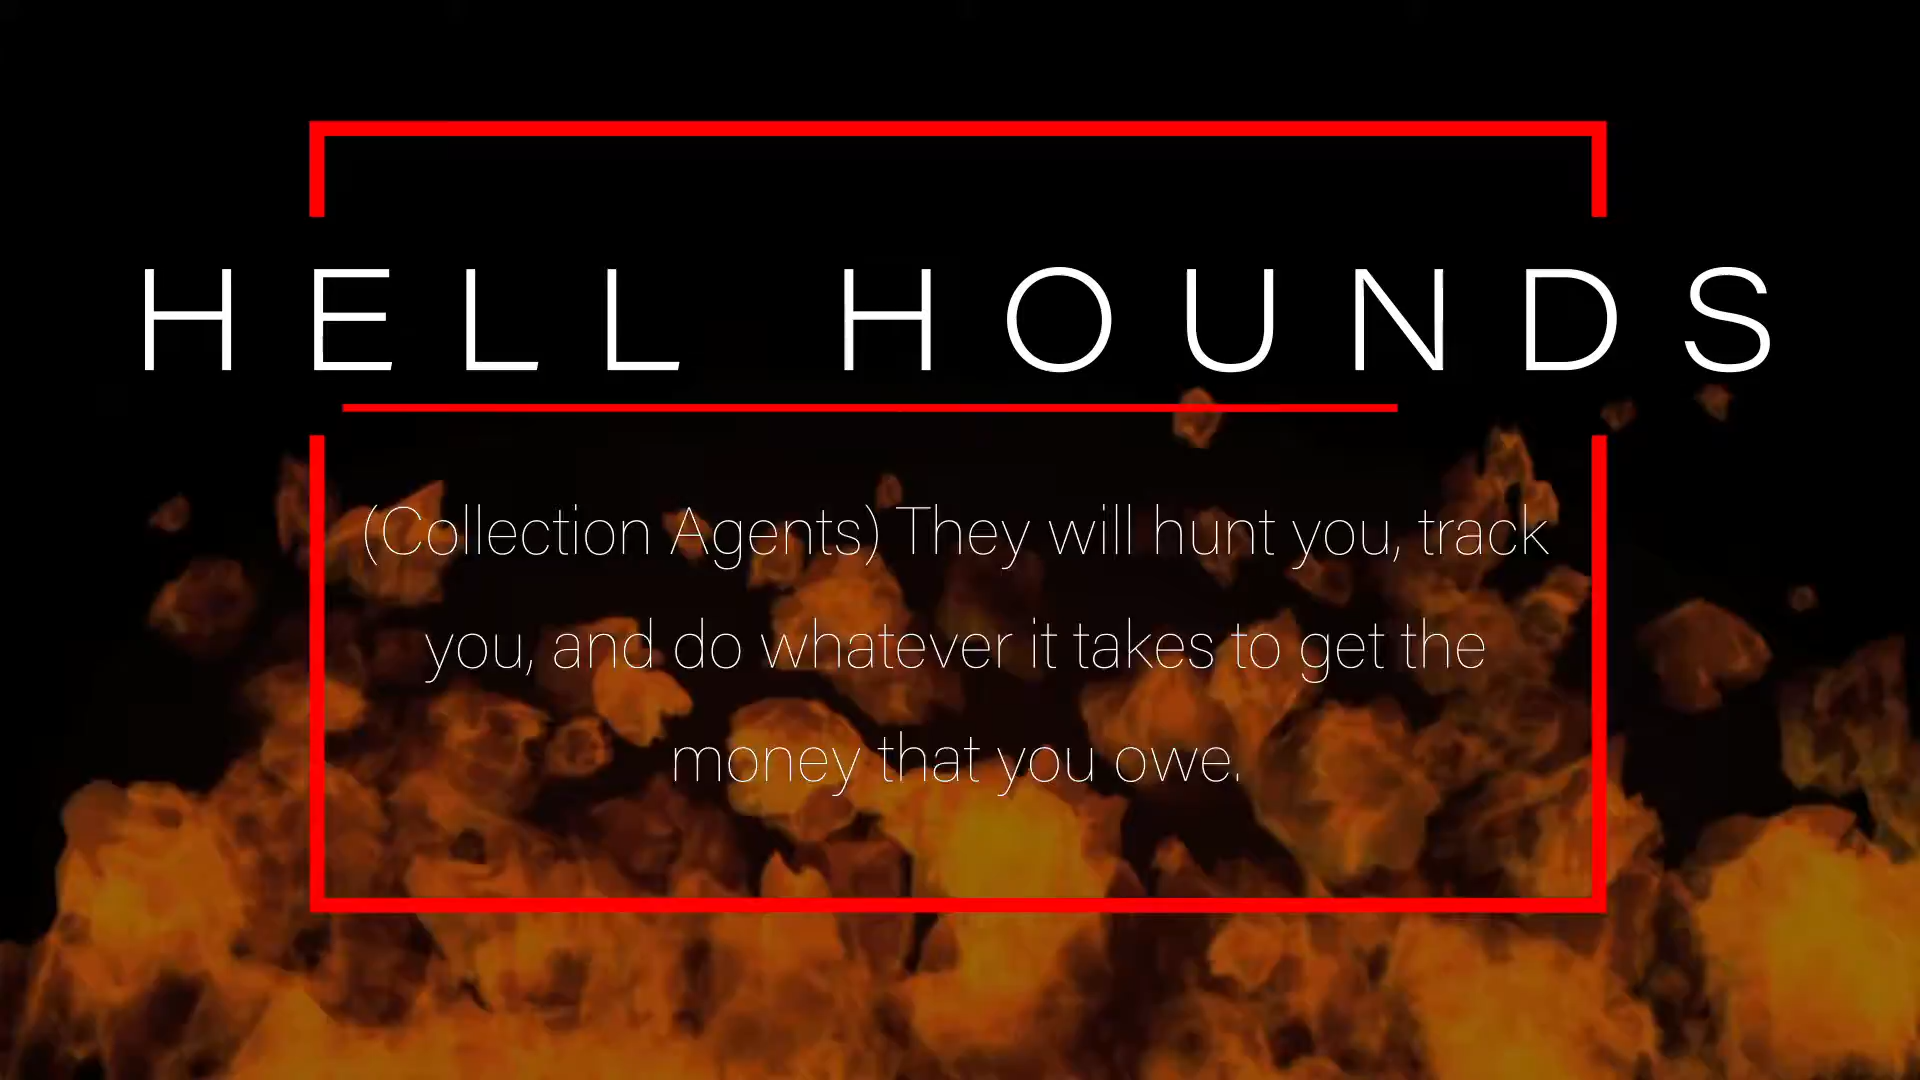 HELL HOUNDS
(Collection Agents) They will hunt you, track
you, and do whatever it takes to get the
money that you owe.